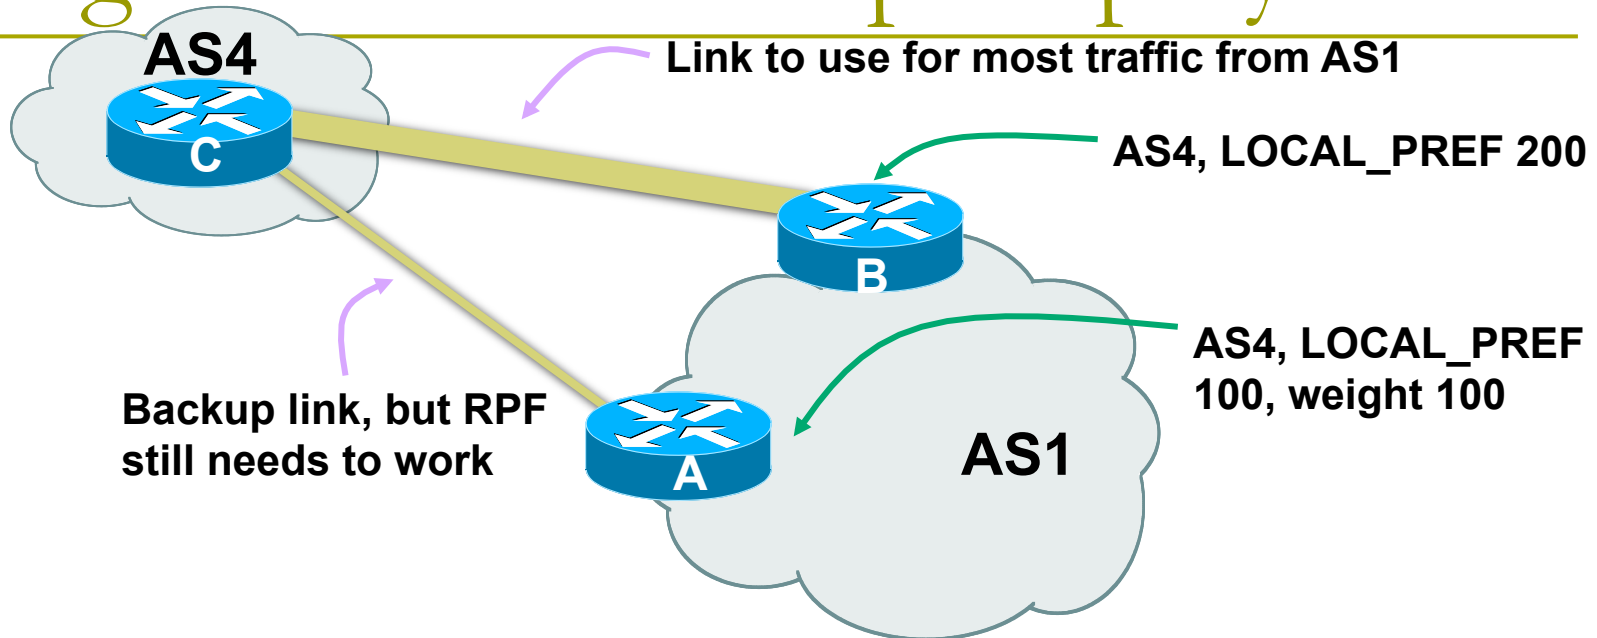 AS4
Link to use for most traffic from AS1
C
AS4, LOCAL_PREF 200
B
AS4, LOCAL_PREF
100, weight 100
Backup link, but RPF
still needs to work
A
AS1